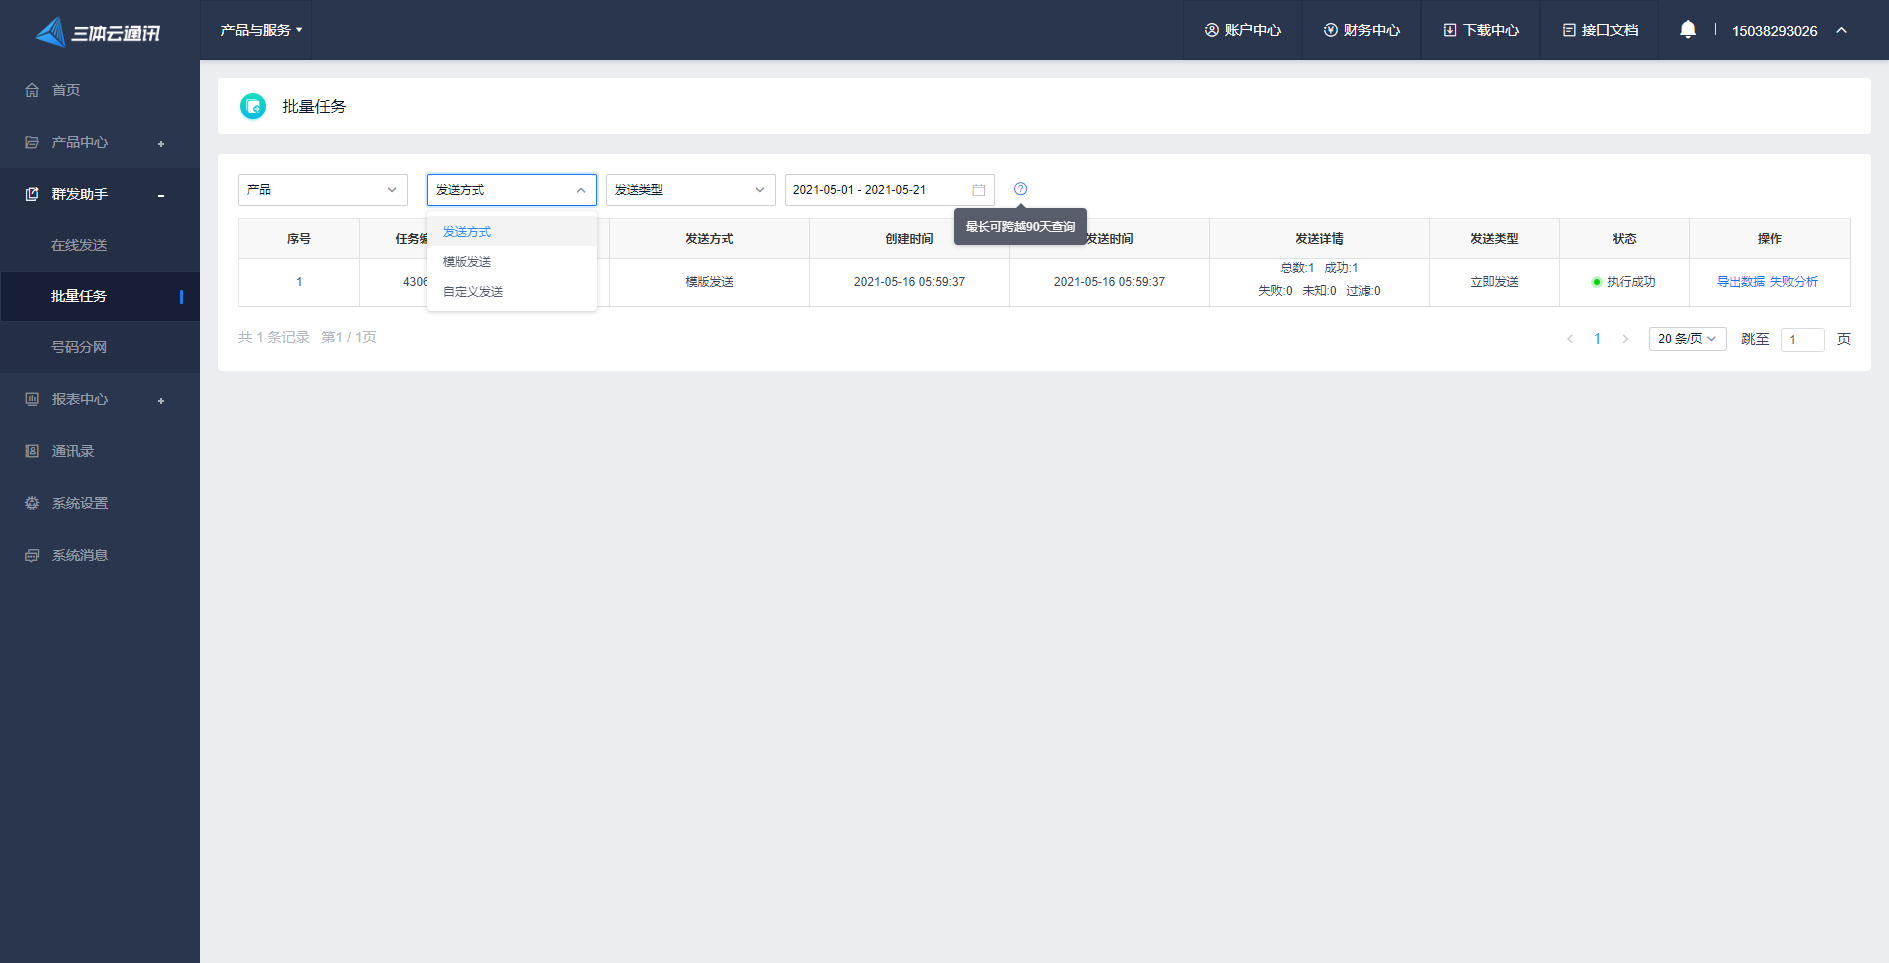 三体云通讯
产品与服务
账户中心
财务中心
下载中心
接口文档
15038293026
首页
产品中心
群发助手
在线发送
批量任务
号码分网
报表中心
通讯录
系统设置
系统消息
批量任务
产品
发送方式
发送类型
2021-05-01 - 2021-05-21
最长可跨越90天查询
发送方式
模版发送
自定义发送
序号 任务编 发送方式 创建时间 发送时间 发送详情 发送类型 状态 操作
1 4306 模版发送 2021-05-16 05:59:37 2021-05-16 05:59:37 总数:1 成功:1
失败:0 未知:0 过滤:0
立即发送 执行成功 导出数据 失败分析
共 1 条记录 第1 / 1页
1 20 条/页 跳至 1 页